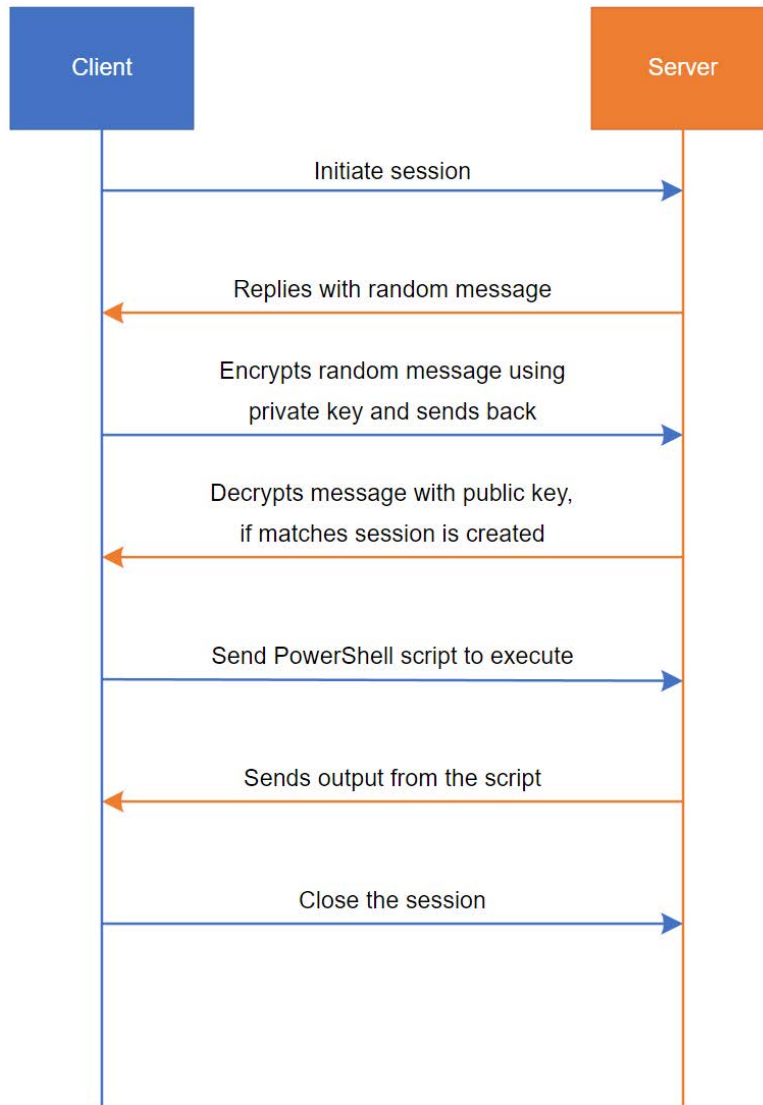 Client
Server
Initiate session
Replies with random message
Encrypts random message using
private key and sends back
Decrypts message with public key,
if matches session is created
Send PowerShell script to execute
Sends output from the script
Close the session